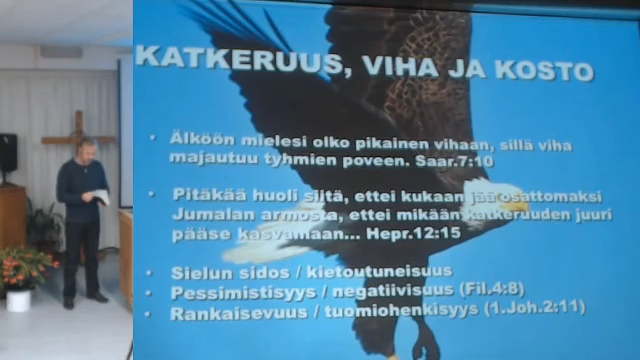 KATKERUUS, VIHA JA KOSTO
• Älköön mielesi olko pikainen vihaan, sillä viha
majautuu tyhmien poveen. Saar.7:10
• Pitäkää huoli siitä, ettei kukaan jää osattomaksi
Jumalan armosta, ettei mikään katkeruuden juuri
pääse kasvamaan... Hepr.12:15
• Sielun sidos / kietoutuneisuus
• Pessimistisyys / negatiivisuus (Fil.4:8)
• Rankaisevuus / tuomiohenkisyys (1.Joh.2:11)